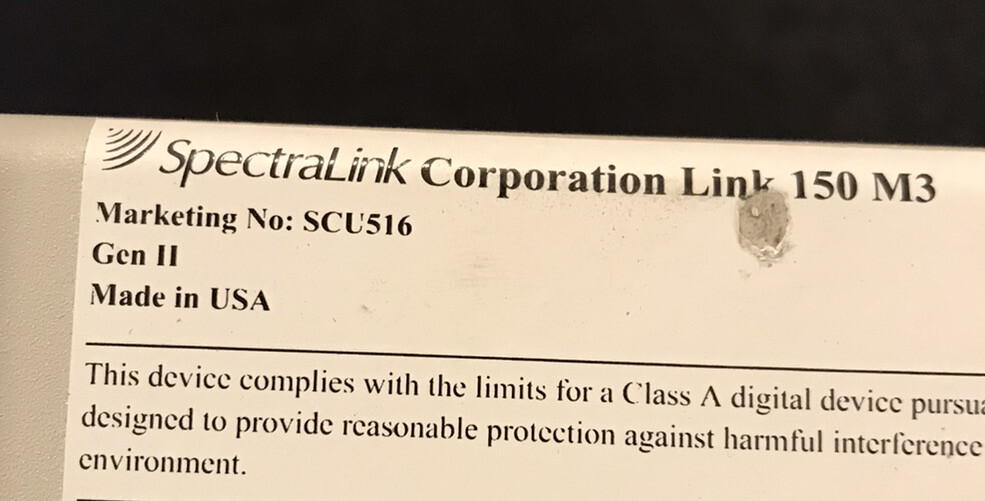 SpectraLink Corporation Link 150 M3
Marketing No: SCU516
Gen II
Made in USA
This device complies with the limits for a Class A digital device
designed to provide reasonable protection against harmful interference
environment.